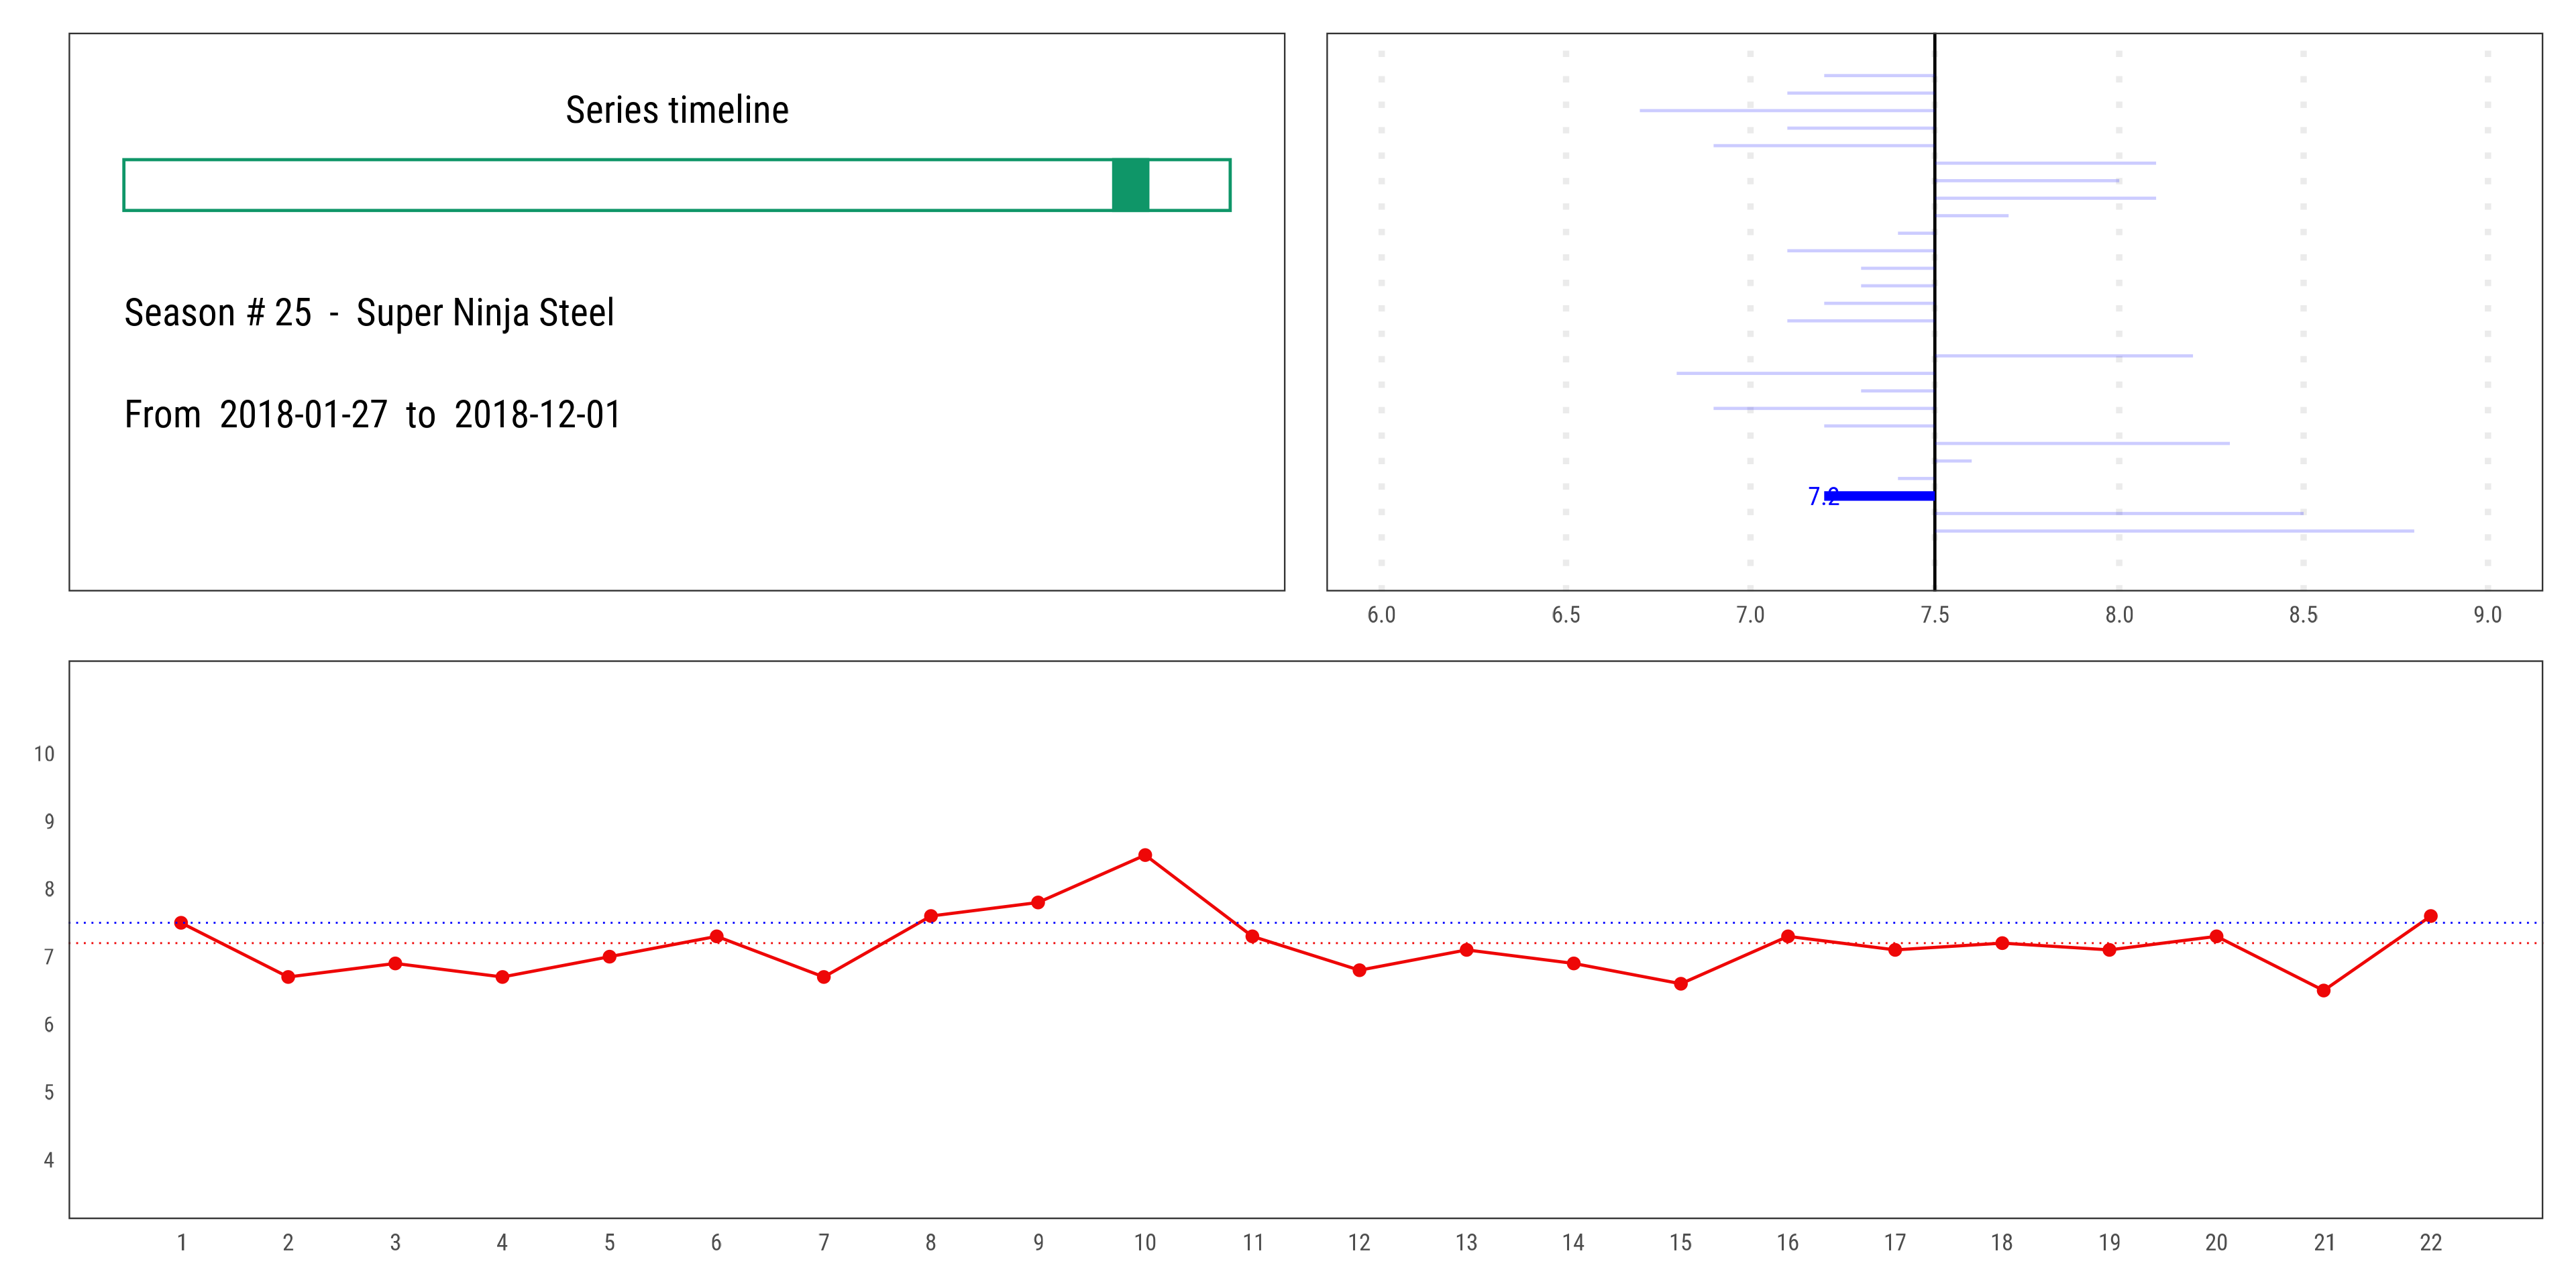 Series timeline
Season # 25 - Super Ninja Steel
From 2018-01-27 to 2018-12-01
7.2
6.0 6.5 7.0 7.5 8.0 8.5 9.0
10
9
8
7
6
5
4
1 2 3 4 5 6 7 8 9 10 11 12 13 14 15 16 17 18 19 20 21 22